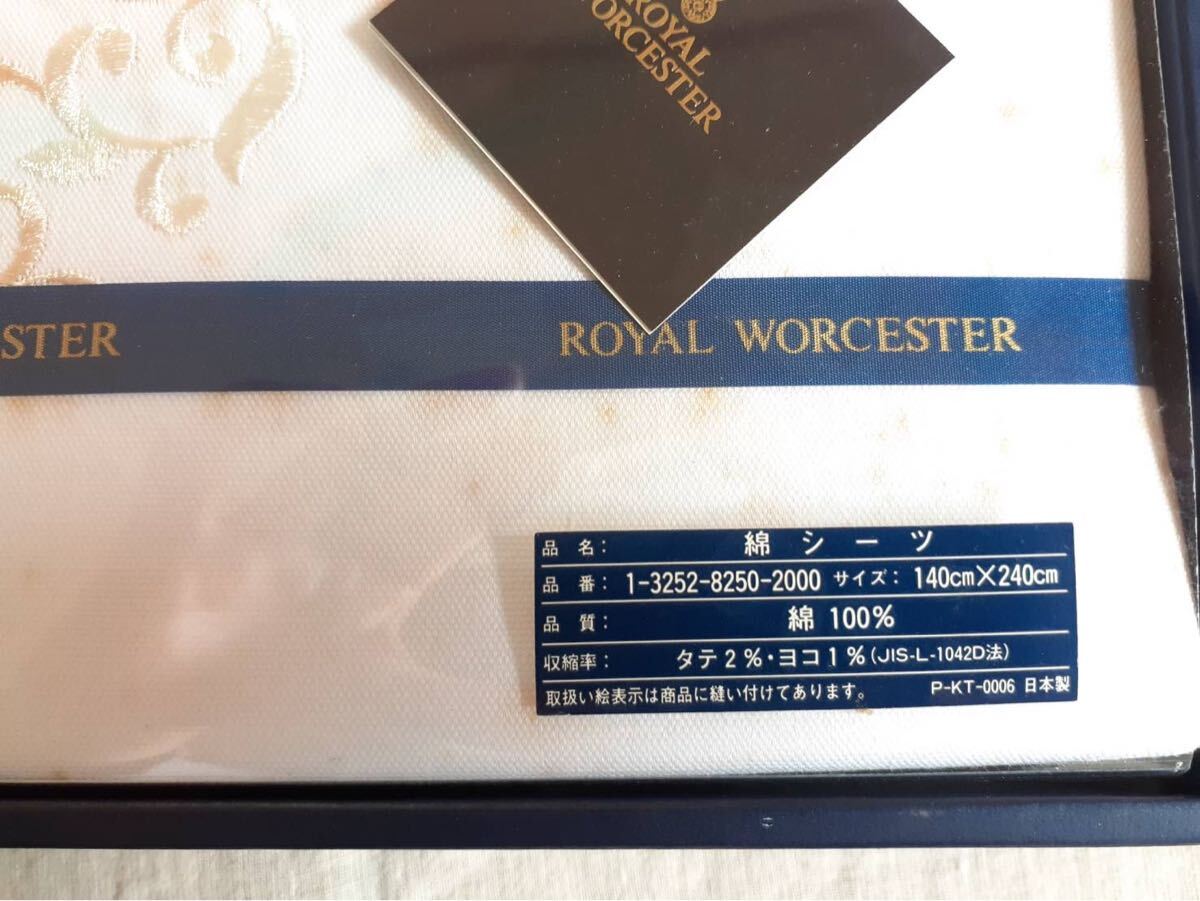 ROYAL
WORCESTER
STER
ROYAL WORCESTER
品 名: 綿 シ ー ツ
品 番: 1-3252-8250-2000 サイズ: 140cm×240cm
品 質: 綿 100%
収縮率: タテ2%・ヨコ1%(JIS-L-1042D法)
取扱い絵表示は商品に縫い付けてあります。 P-KT-0006 日本製